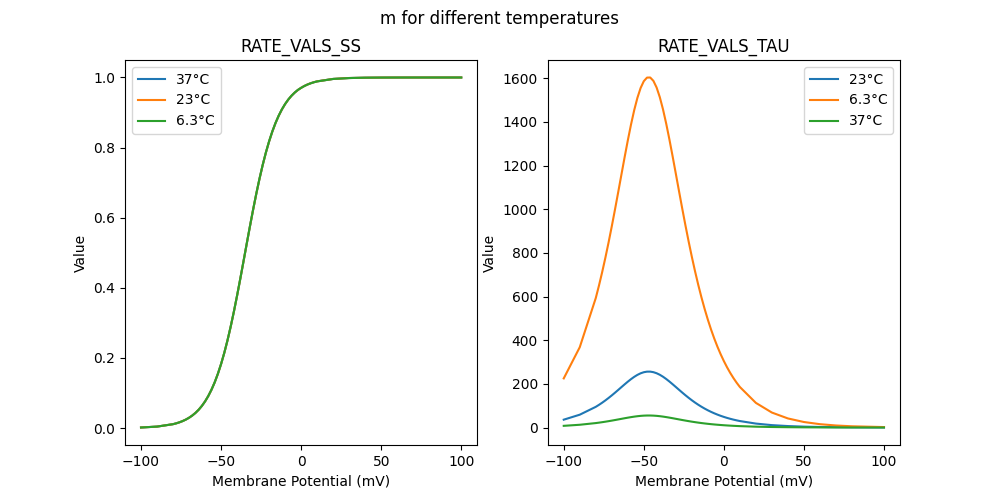 m for different temperatures
RATE_VALS_SS
RATE_VALS_TAU
37°C
23°C
6.3°C
1.0
0.8
0.6
0.4
0.2
0.0
Value
−100
−50
0
50
100
Membrane Potential (mV)
23°C
6.3°C
37°C
1600
1400
1200
1000
800
600
400
200
0
Value
−100
−50
0
50
100
Membrane Potential (mV)